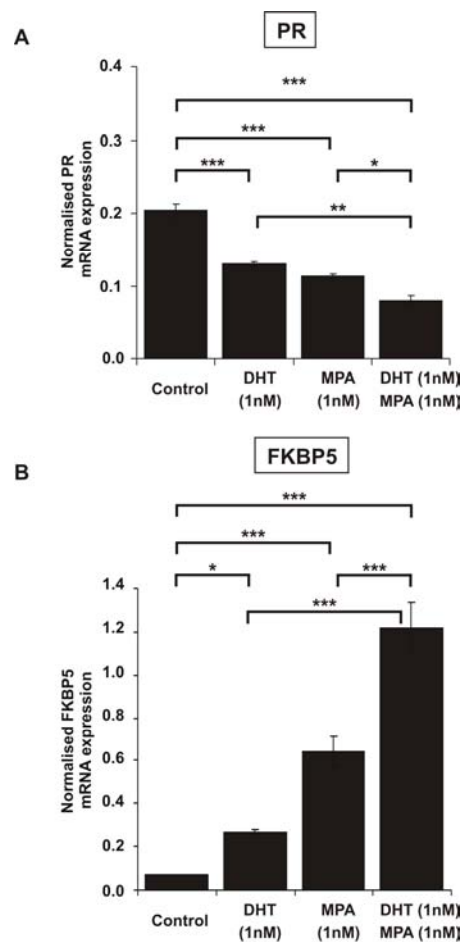 A
PR
Normalised PR
mRNA expression
0.4
0.3
0.2
0.1
0.0
***
***
***
*
**
Control
DHT
(1nM)
MPA
(1nM)
DHT (1nM)
MPA (1nM)
B
FKBP5
Normalised FKBP5
mRNA expression
1.4
1.2
1.0
0.8
0.6
0.4
0.2
0.0
***
***
*
***
***
Control
DHT
(1nM)
MPA
(1nM)
DHT (1nM)
MPA (1nM)